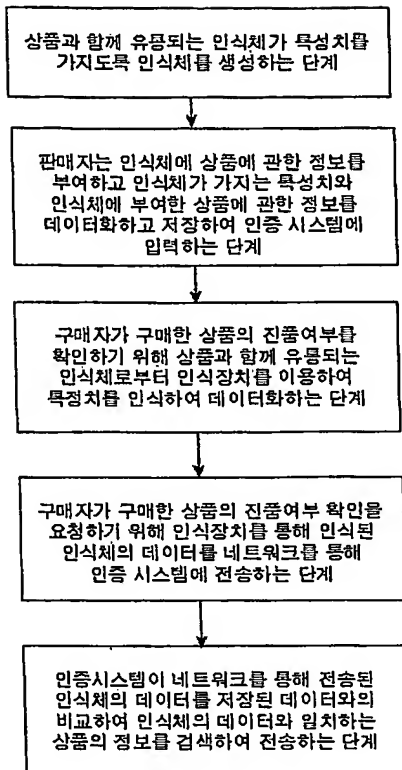 상품과 함께 유통되는 인식체가 특성치를
가지도록 인식체를 생성하는 단계
판매자는 인식체에 상품에 관한 정보를
부여하고 인식체가 가지는 특성치와
인식체에 부여한 상품에 관한 정보를
데이터화하고 저장하여 인증 시스템에
입력하는 단계
구매자가 구매한 상품의 진품여부를
확인하기 위해 상품과 함께 유통되는
인식체로부터 인식장치를 이용하여
특정치를 인식하여 데이터화하는 단계
구매자가 구매한 상품의 진품여부 확인을
요청하기 위해 인식장치를 통해 인식된
인식체의 데이터를 네트워크를 통해
인증 시스템에 전송하는 단계
인증시스템이 네트워크를 통해 전송된
인식체의 데이터를 저장된 데이터와의
비교하여 인식체의 데이터와 일치하는
상품의 정보를 검색하여 전송하는 단계